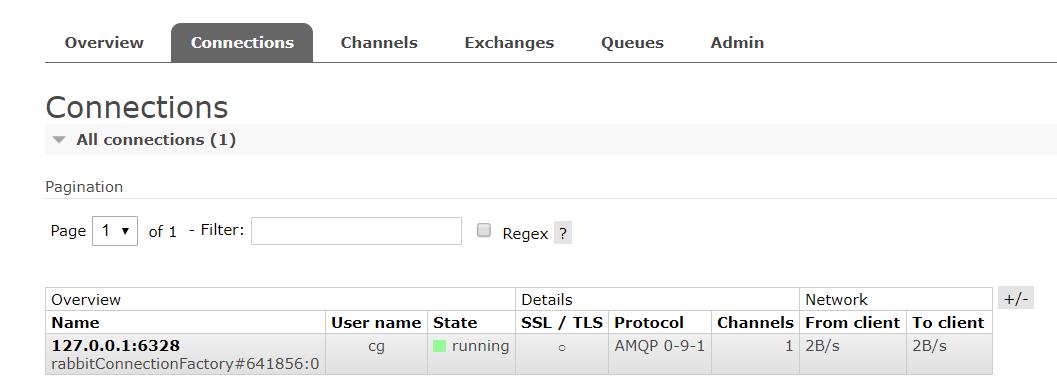 Overview Connections Channels Exchanges Queues Admin
Connections
All connections (1)
Pagination
Page 1 of 1 - Filter: Regex ?
Overview Details Network +/-
Name User name State SSL / TLS Protocol Channels From client To client
127.0.0.1:6328 cg running ○ AMQP 0-9-1 1 2B/s 2B/s
rabbitConnectionFactory#641856:0